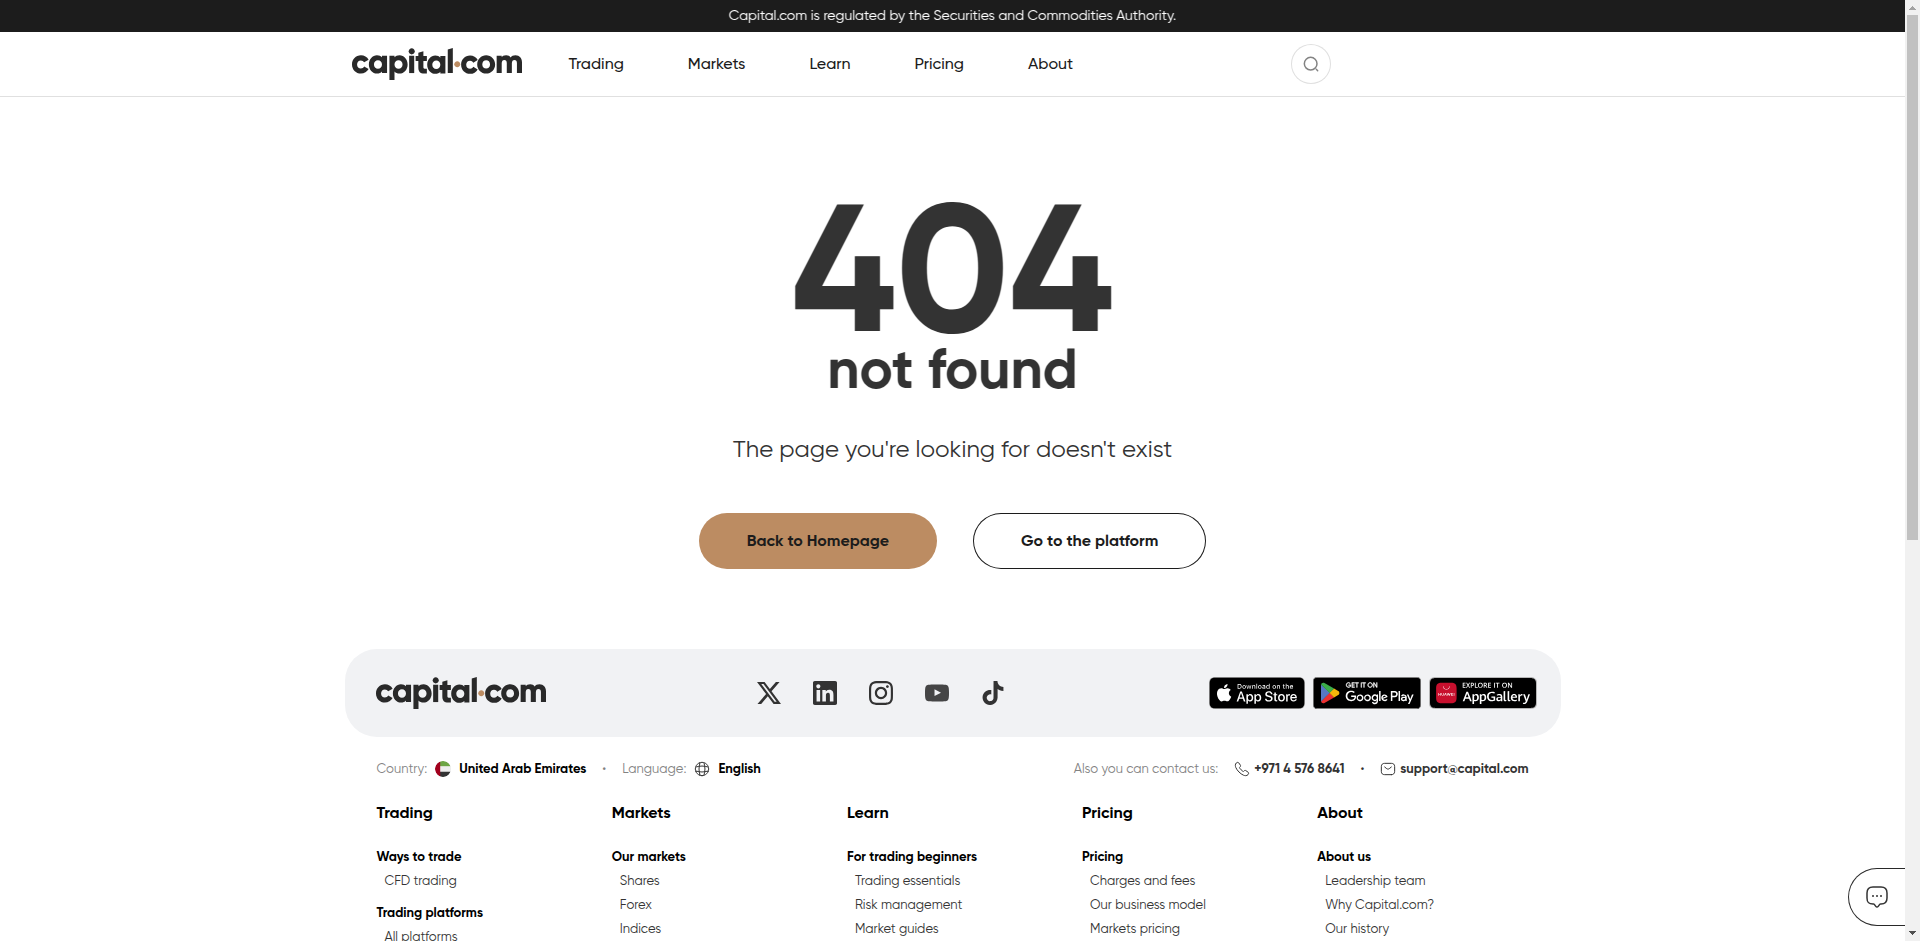 Capital.com is regulated by the Securities and Commodities Authority.
capital.com Trading Markets Learn Pricing About
404
not found
The page you're looking for doesn't exist
Back to Homepage Go to the platform
capital.com Download on the App Store GET IT ON Google Play HUAWEI EXPLORE IT ON AppGallery
Country: United Arab Emirates • Language: English Also you can contact us: +971 4 576 8641 • support@capital.com
Trading Markets Learn Pricing About
Ways to trade Our markets For trading beginners Pricing About us
CFD trading Shares Trading essentials Charges and fees Leadership team
Forex Risk management Our business model Why Capital.com?
Trading platforms
Indices Market guides Markets pricing Our history
All platforms